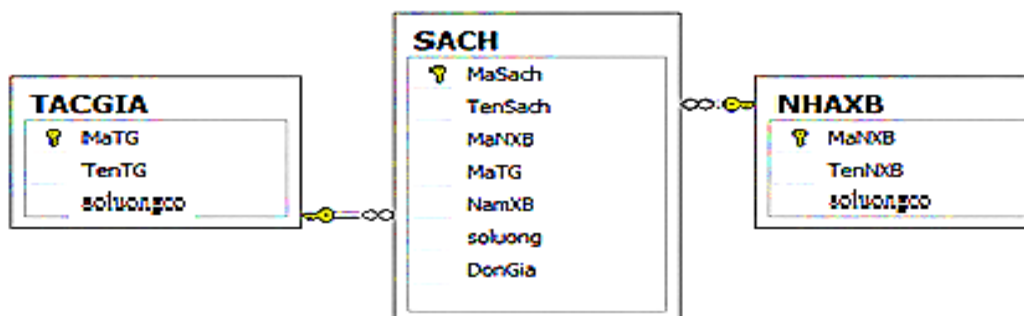 TACGIA
MaTG
TenTG
soluongco
SACH
MaSach
TenSach
MaNXB
MaTG
NamXB
soluong
DonGia
NHAXB
MaNXB
TenNXB
soluongco